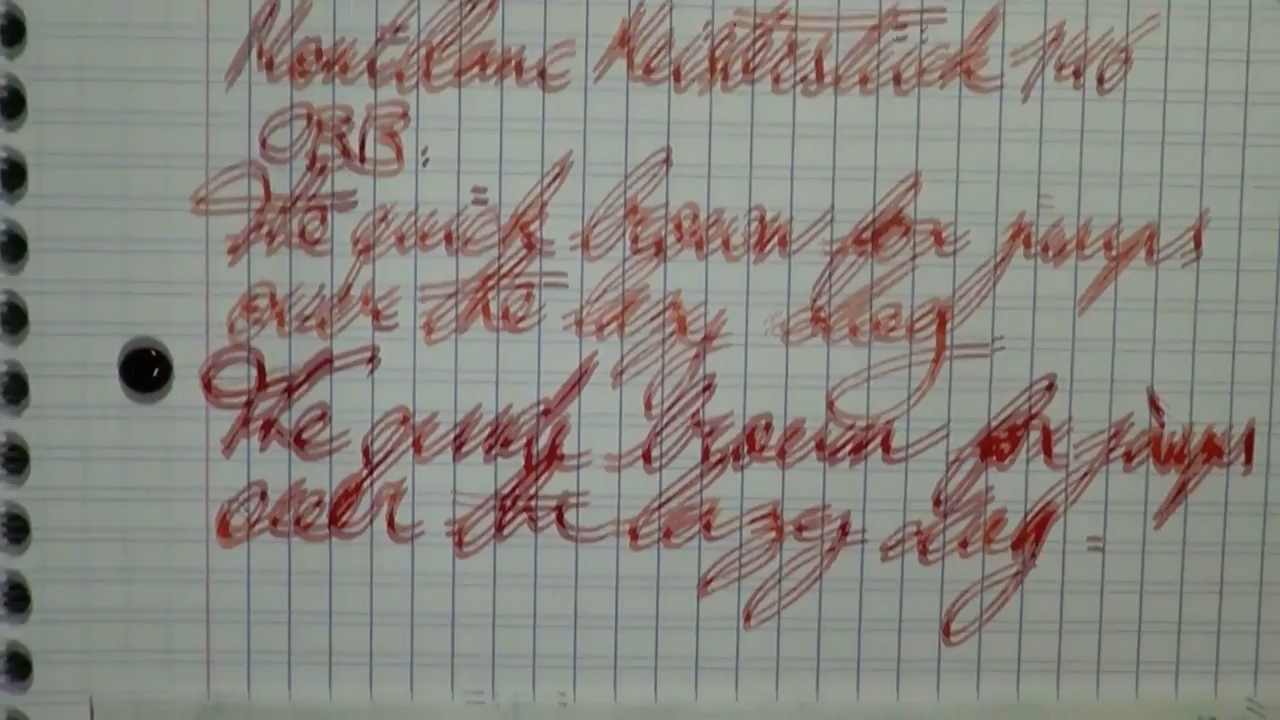 Montblanc Meisterstück 146
OBB:
The quick brown fox jumps
over the lazy dog
The quick brown fox jumps
over the lazy dog